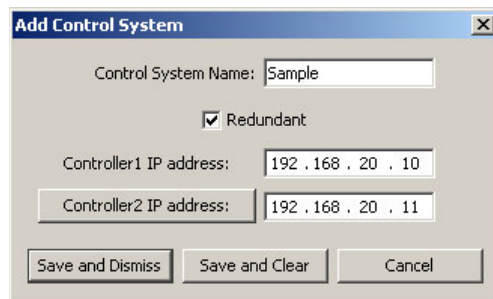 Add Control System
Control System Name: Sample
Redundant
Controller1 IP address: 192 . 168 . 20 . 10
Controller2 IP address: 192 . 168 . 20 . 11
Save and Dismiss Save and Clear Cancel